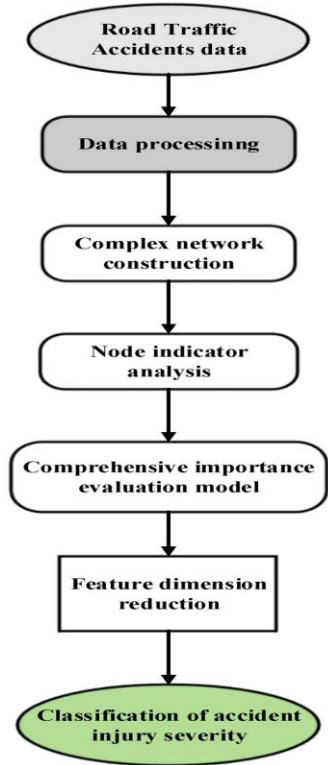 Road Traffic
Accidents data
Data processinng
Complex network
construction
Node indicator
analysis
Comprehensive importance
evaluation model
Feature dimension
reduction
Classification of accident
injury severity